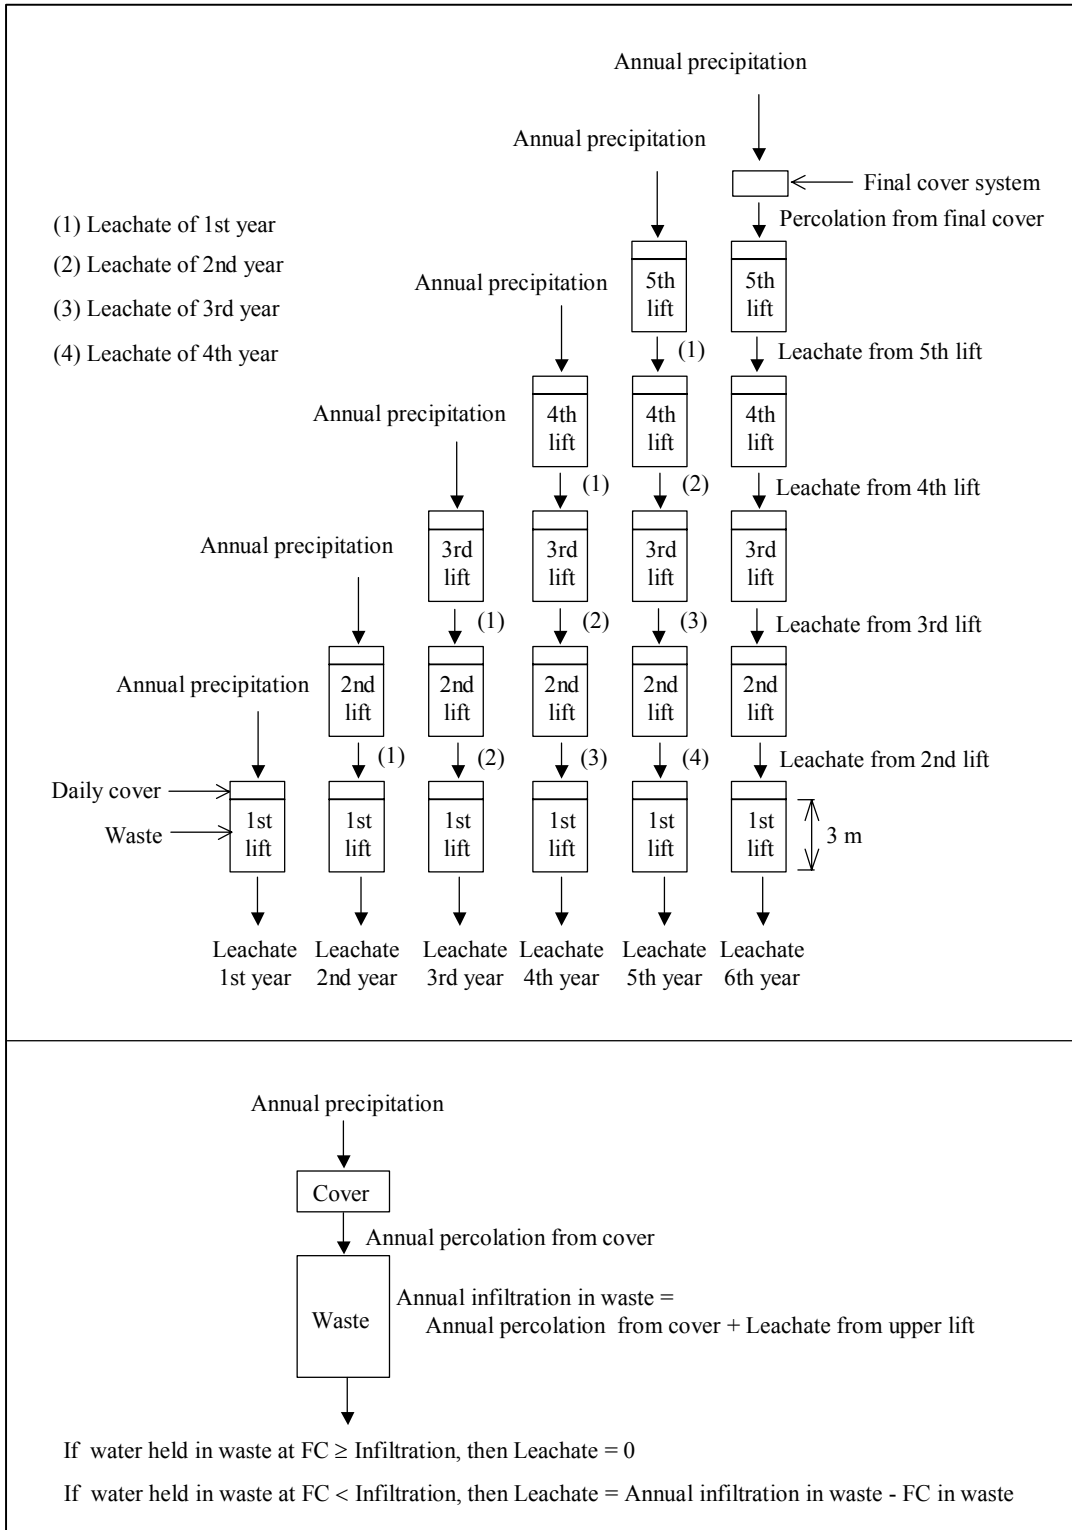 Annual precipitation
Annual precipitation
Final cover system
Percolation from final cover
(1) Leachate of 1st year
(2) Leachate of 2nd year
(3) Leachate of 3rd year
(4) Leachate of 4th year
Annual precipitation
5th
lift
5th
lift
(1)
Leachate from 5th lift
Annual precipitation
4th
lift
4th
lift
4th
lift
(1)
(2)
Leachate from 4th lift
Annual precipitation
3rd
lift
3rd
lift
3rd
lift
3rd
lift
(1)
(2)
(3)
Leachate from 3rd lift
Annual precipitation
2nd
lift
2nd
lift
2nd
lift
2nd
lift
2nd
lift
(1)
(2)
(3)
(4)
Leachate from 2nd lift
Daily cover
Waste
1st
lift
1st
lift
1st
lift
1st
lift
1st
lift
1st
lift
3 m
Leachate
1st year
Leachate
2nd year
Leachate
3rd year
Leachate
4th year
Leachate
5th year
Leachate
6th year
Annual precipitation
Cover
Annual percolation from cover
Waste
Annual infiltration in waste =
Annual percolation from cover + Leachate from upper lift
If water held in waste at FC ≥ Infiltration, then Leachate = 0
If water held in waste at FC < Infiltration, then Leachate = Annual infiltration in waste - FC in waste